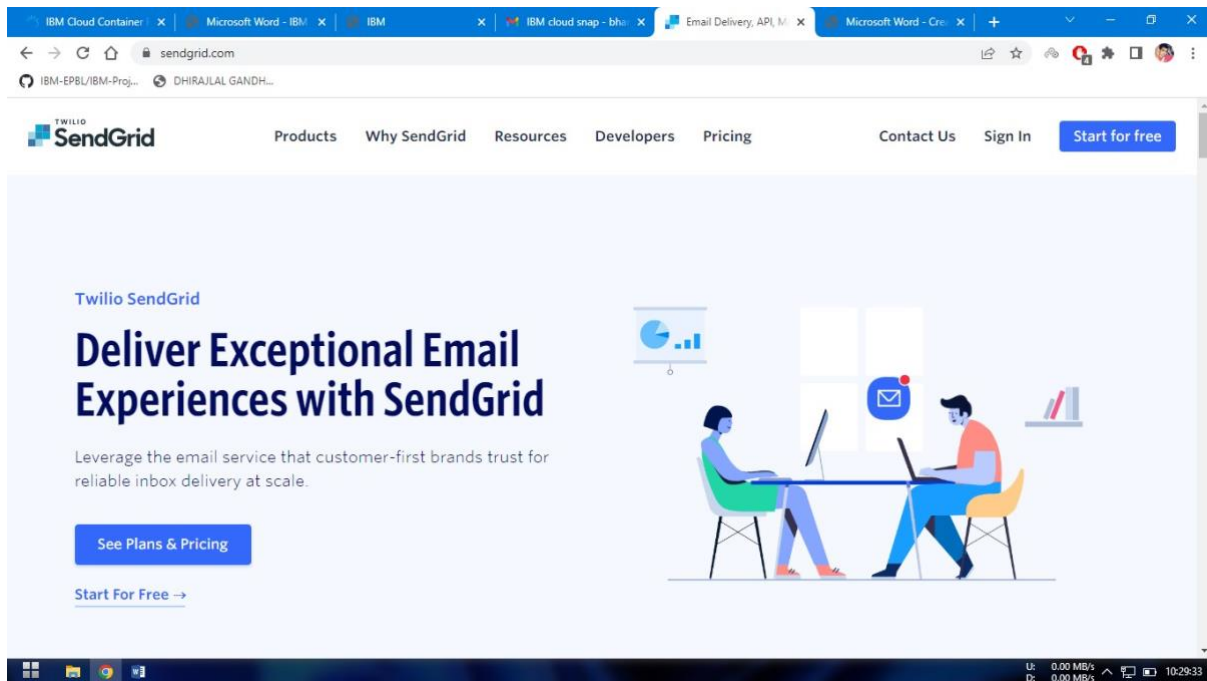 IBM Cloud Container Microsoft Word - IBM IBM IBM cloud snap - bhar Email Delivery, API, M Microsoft Word - Cre
sendgrid.com
4
IBM-EPBL/IBM-Proj... DHIRAJLAL GANDH...
TWILIO
SendGrid Products Why SendGrid Resources Developers Pricing Contact Us Sign In Start for free
Twilio SendGrid
Deliver Exceptional Email
Experiences with SendGrid
Leverage the email service that customer-first brands trust for
reliable inbox delivery at scale.
See Plans & Pricing
Start For Free →
U: 0.00 MB/s
D: 0.00 MB/s 10:29:33